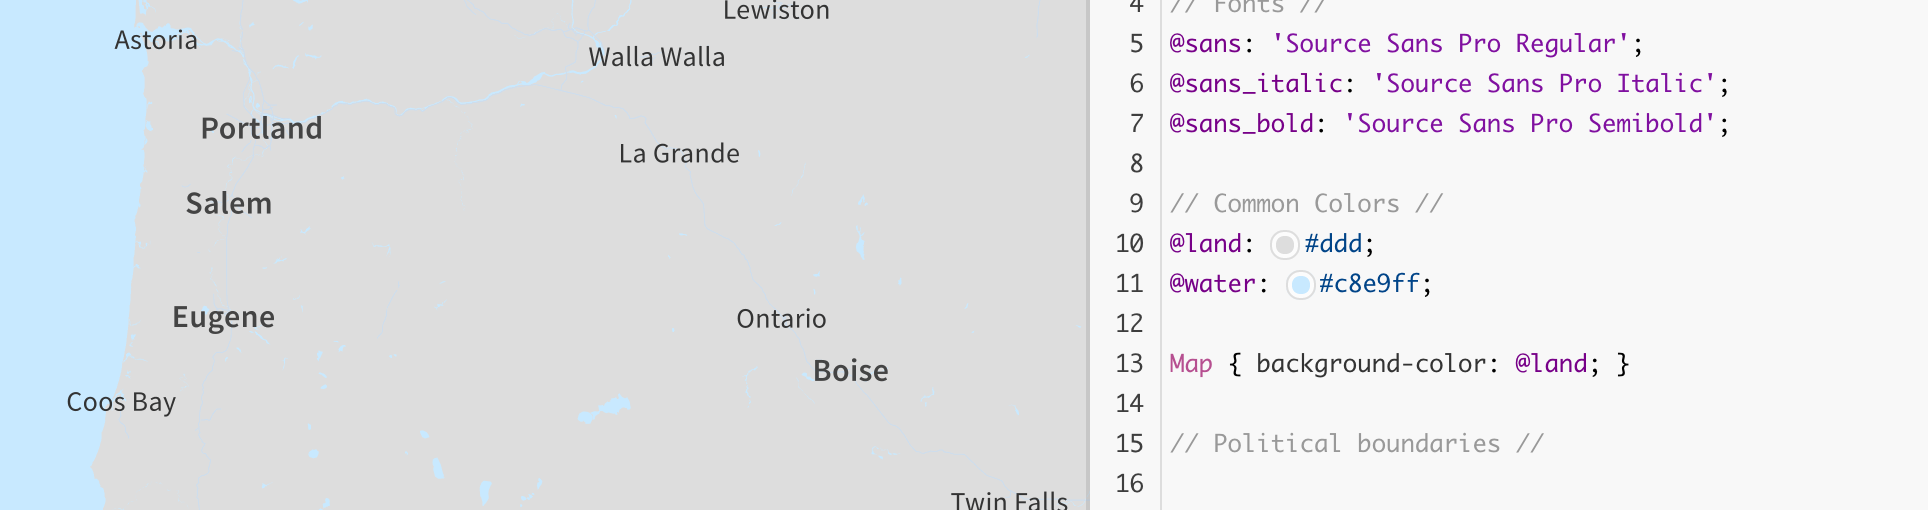 Lewiston
Astoria
Walla Walla
Portland
La Grande
Salem
Eugene
Ontario
Boise
Coos Bay
Twin Falls
4 // Fonts //
5 @sans: 'Source Sans Pro Regular';
6 @sans_italic: 'Source Sans Pro Italic';
7 @sans_bold: 'Source Sans Pro Semibold';
8
9 // Common Colors //
10 @land: #ddd;
11 @water: #c8e9ff;
12
13 Map { background-color: @land; }
14
15 // Political boundaries //
16